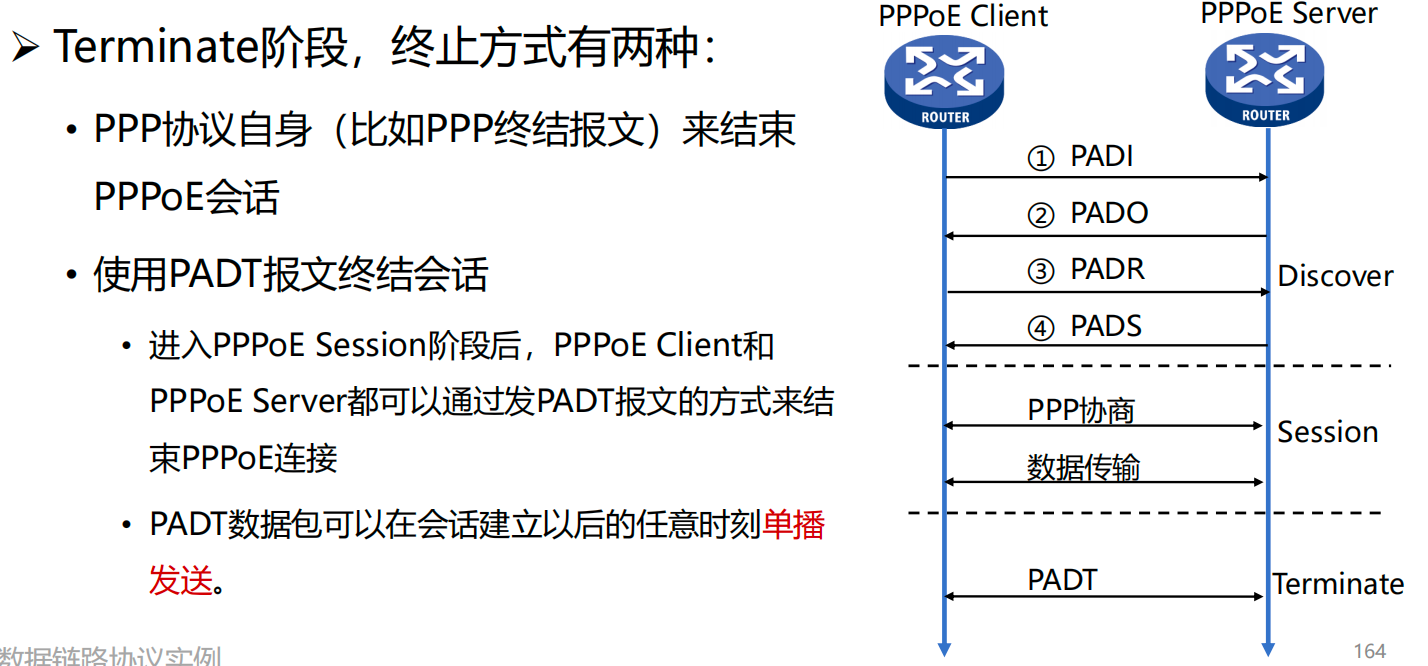 ➢ Terminate阶段，终止方式有两种：
• PPP协议自身（比如PPP终结报文）来结束
PPPoE会话
• 使用PADT报文终结会话
• 进入PPPoE Session阶段后，PPPoE Client和
PPPoE Server都可以通过发PADT报文的方式来结
束PPPoE连接
• PADT数据包可以在会话建立以后的任意时刻单播
发送。
PPPoE Client
PPPoE Server
ROUTER
ROUTER
① PADI
② PADO
③ PADR
④ PADS
Discover
PPP协商
数据传输
Session
PADT
Terminate
数据链路协议实例
164